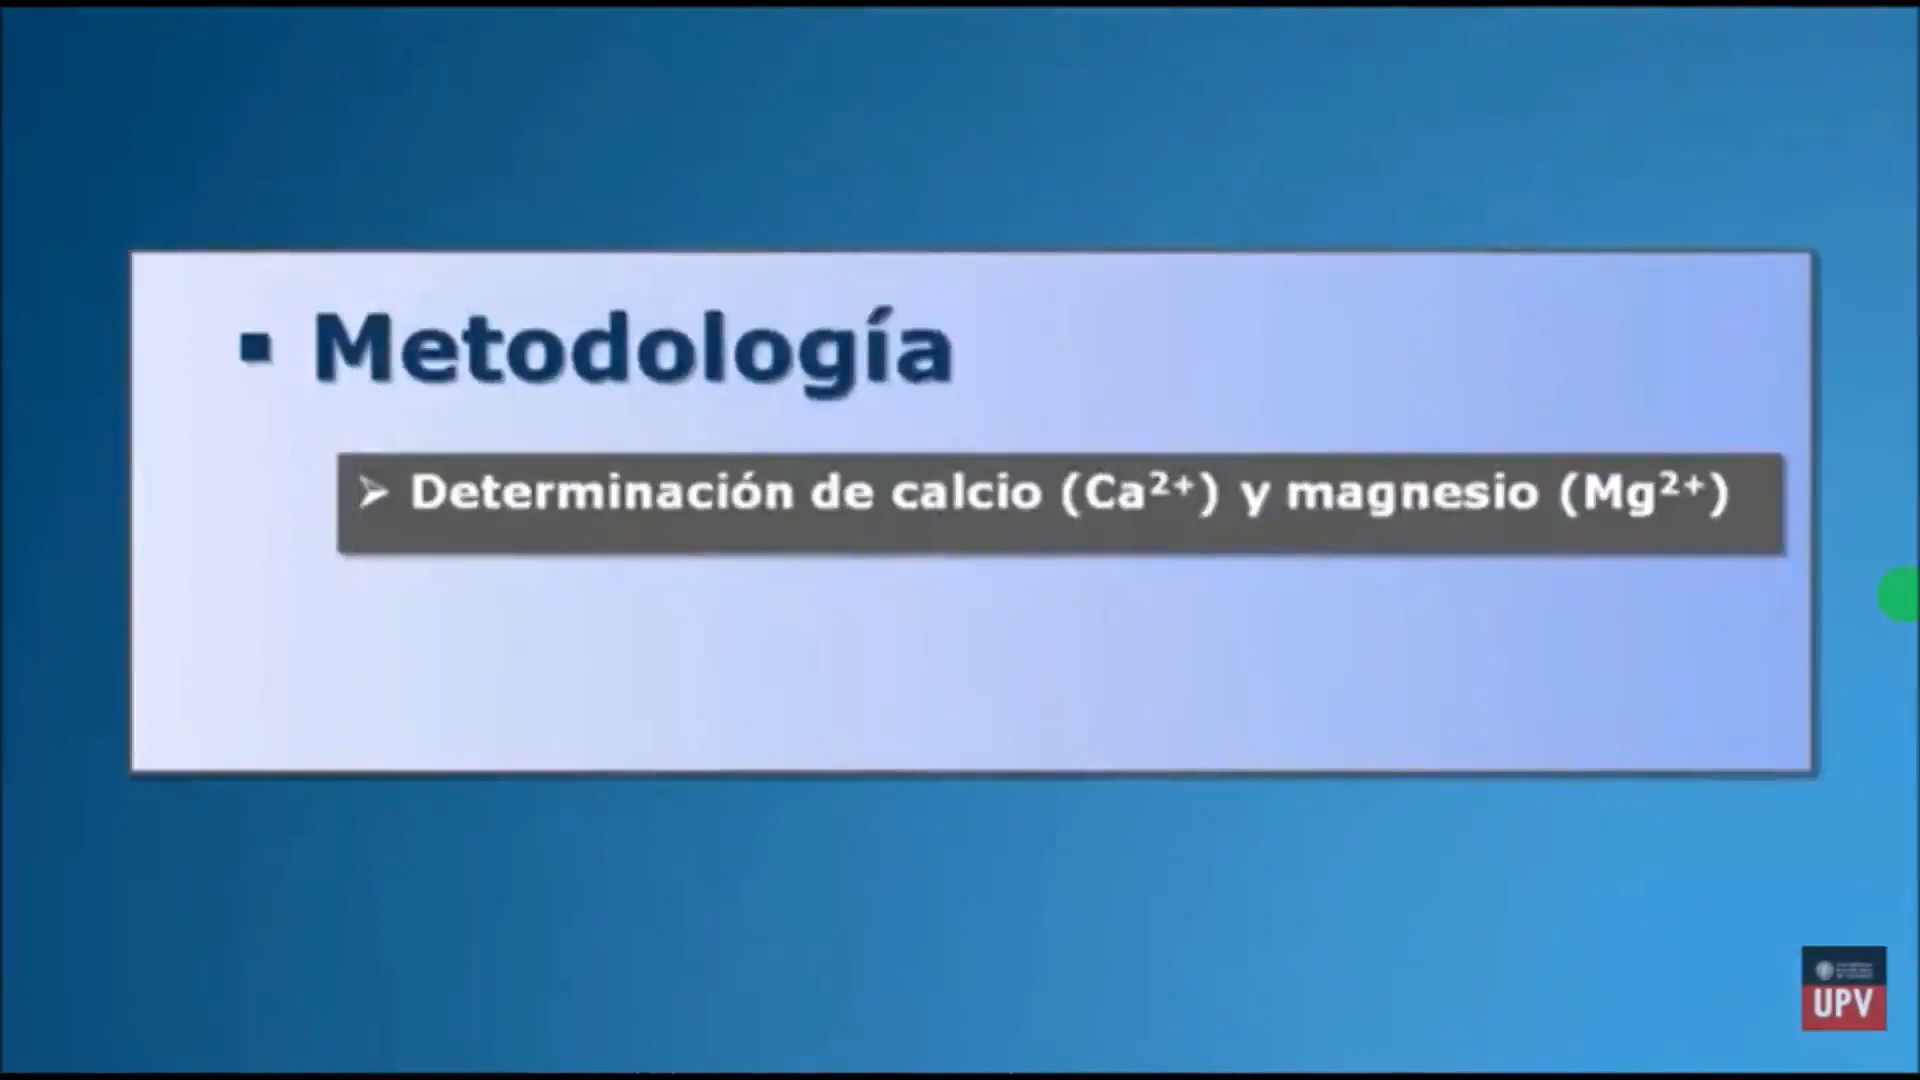 ▪ Metodología
➢ Determinación de calcio (Ca²⁺) y magnesio (Mg²⁺)
UPV